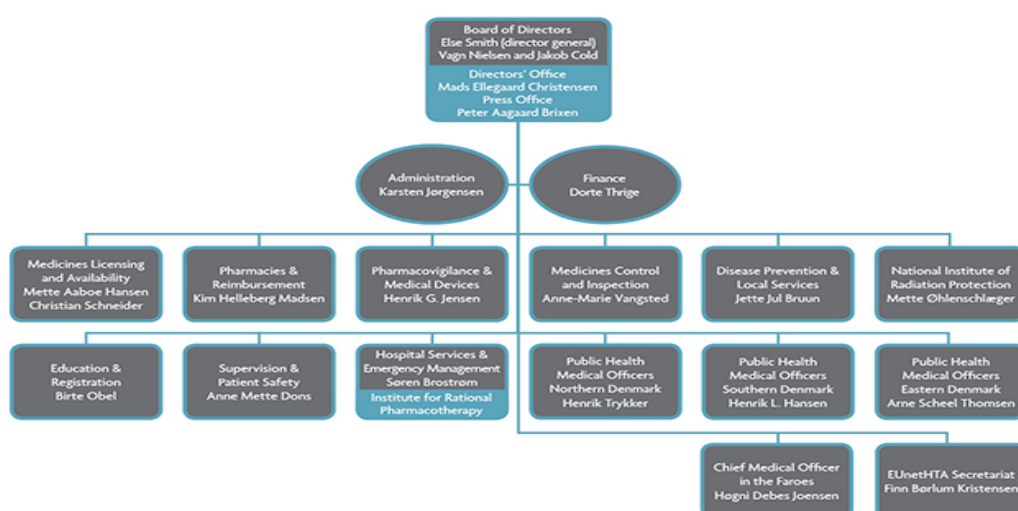 Board of Directors
Else Smith (director general)
Vagn Nielsen and Jakob Cold
Directors' Office
Mads Ellegaard Christensen
Press Office
Peter Aagaard Brixen
Administration
Karsten Jørgensen
Finance
Dorte Thrige
Medicines Licensing
and Availability
Mette Aaboe Hansen
Christian Schneider
Pharmacies &
Reimbursement
Kim Helleberg Madsen
Pharmacovigilance &
Medical Devices
Henrik G. Jensen
Medicines Control
and Inspection
Anne-Marie Vangsted
Disease Prevention &
Local Services
Jette Jul Bruun
National Institute of
Radiation Protection
Mette Øhlenschlæger
Education &
Registration
Birte Obel
Supervision &
Patient Safety
Anne Mette Dons
Hospital Services &
Emergency Management
Søren Brostrøm
Institute for Rational
Pharmacotherapy
Public Health
Medical Officers
Northern Denmark
Henrik Trykker
Public Health
Medical Officers
Southern Denmark
Henrik L. Hansen
Public Health
Medical Officers
Eastern Denmark
Arne Scheel Thomsen
Chief Medical Officer
in the Faroes
Høgni Debes Joensen
EUnetHTA Secretariat
Finn Børlum Kristensen